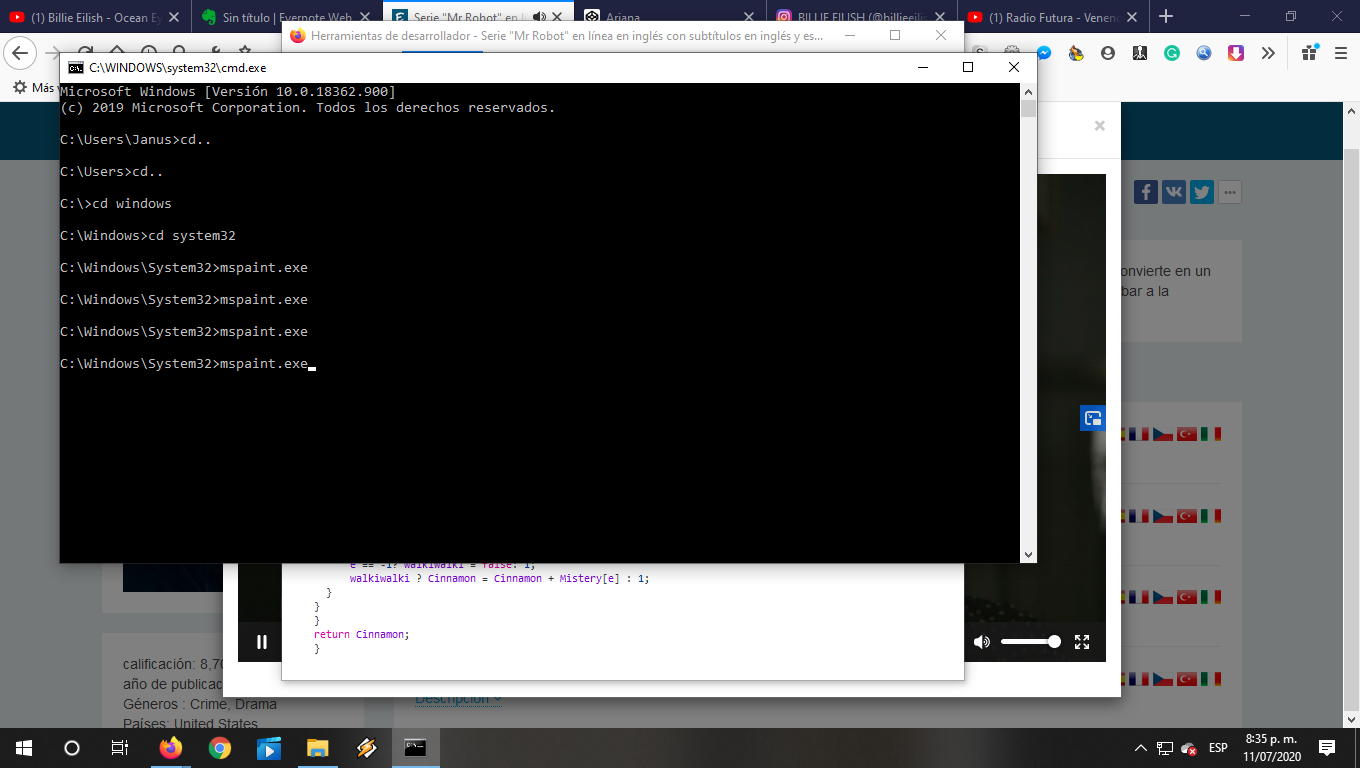 (1) Billie Eilish - Ocean Ey
Sin título | Evernote Web
Serie "Mr Robot" en lí
Ariana
BILLIE EILISH (@billieeilis
(1) Radio Futura - Veneno
Herramientas de desarrollador - Serie "Mr Robot" en línea en inglés con subtítulos en inglés y es...
C:\WINDOWS\system32\cmd.exe
Más
Microsoft Windows [Versión 10.0.18362.900]
(c) 2019 Microsoft Corporation. Todos los derechos reservados.
C:\Users\Janus>cd..
C:\Users>cd..
C:\>cd windows
C:\Windows>cd system32
C:\Windows\System32>mspaint.exe
C:\Windows\System32>mspaint.exe
C:\Windows\System32>mspaint.exe
C:\Windows\System32>mspaint.exe
onvierte en un
bar a la
e == -1? walkiwalki = false: 1;
walkiwalki ? Cinnamon = Cinnamon + Mistery[e] : 1;
}
}
}
return Cinnamon;
}
calificación: 8,70
año de publicac
Géneros : Crime, Drama
Países: United States
Descripción
ESP
8:35 p. m.
11/07/2020